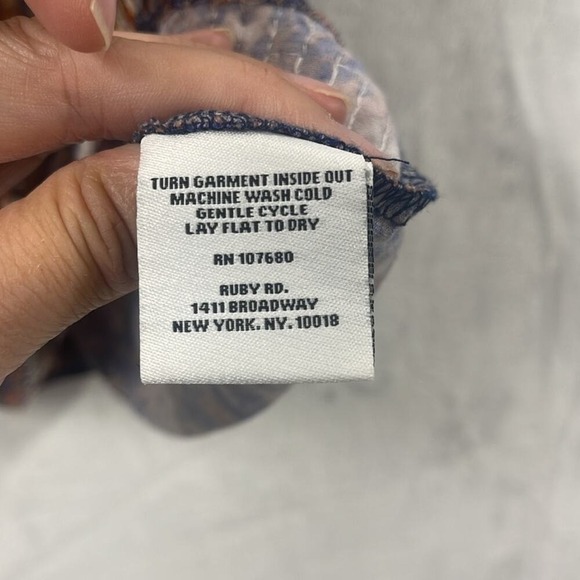 TURN GARMENT INSIDE OUT
MACHINE WASH COLD
GENTLE CYCLE
LAY FLAT TO DRY
RN 107680
RUBY RD.
1411 BROADWAY
NEW YORK. NY. 10018